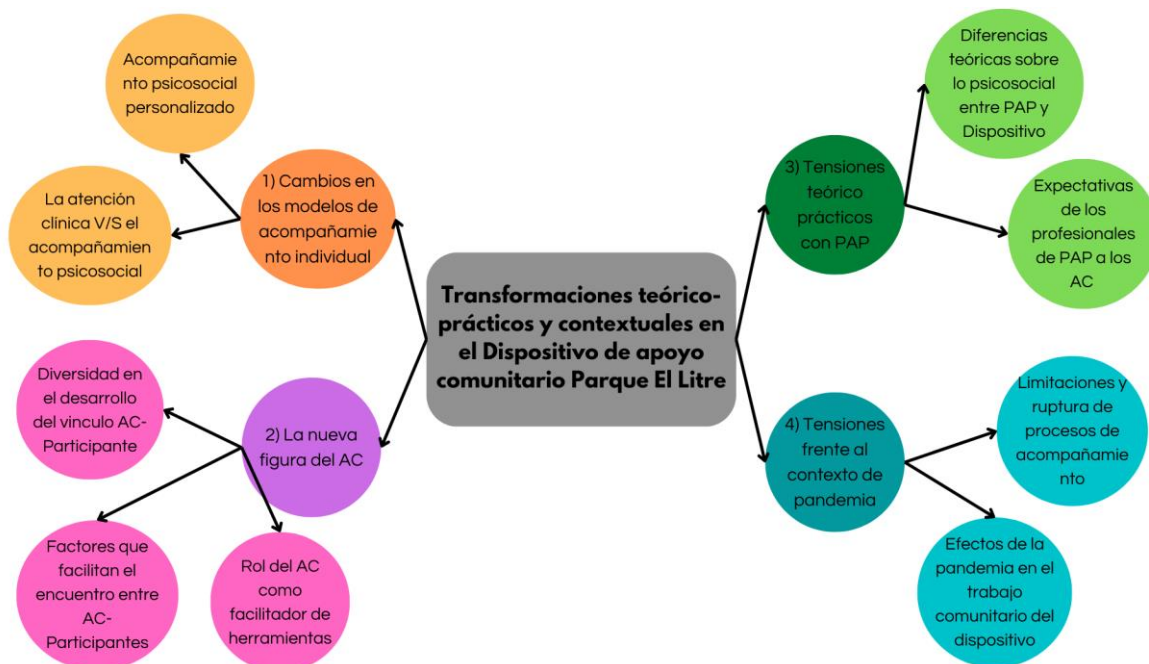 Acompañamie
nto psicosocial
personalizado
La atención
clínica V/S el
acompañamien
to psicosocial
1) Cambios en
los modelos de
acompañamie
nto individual
Diversidad en
el desarrollo
del vinculo AC-
Participante
Factores que
facilitan el
encuentro entre
AC-
Participantes
Rol del AC
como
facilitador de
herramientas
2) La nueva
figura del AC
Transformaciones teórico-
prácticos y contextuales en
el Dispositivo de apoyo
comunitario Parque El Litre
3) Tensiones
teórico
prácticos
con PAP
Diferencias
teóricas sobre
lo psicosocial
entre PAP y
Dispositivo
Expectativas
de los
profesionales
de PAP a los
AC
4) Tensiones
frente al
contexto de
pandemia
Limitaciones y
ruptura de
procesos de
acompañamie
nto
Efectos de la
pandemia en el
trabajo
comunitario del
dispositivo